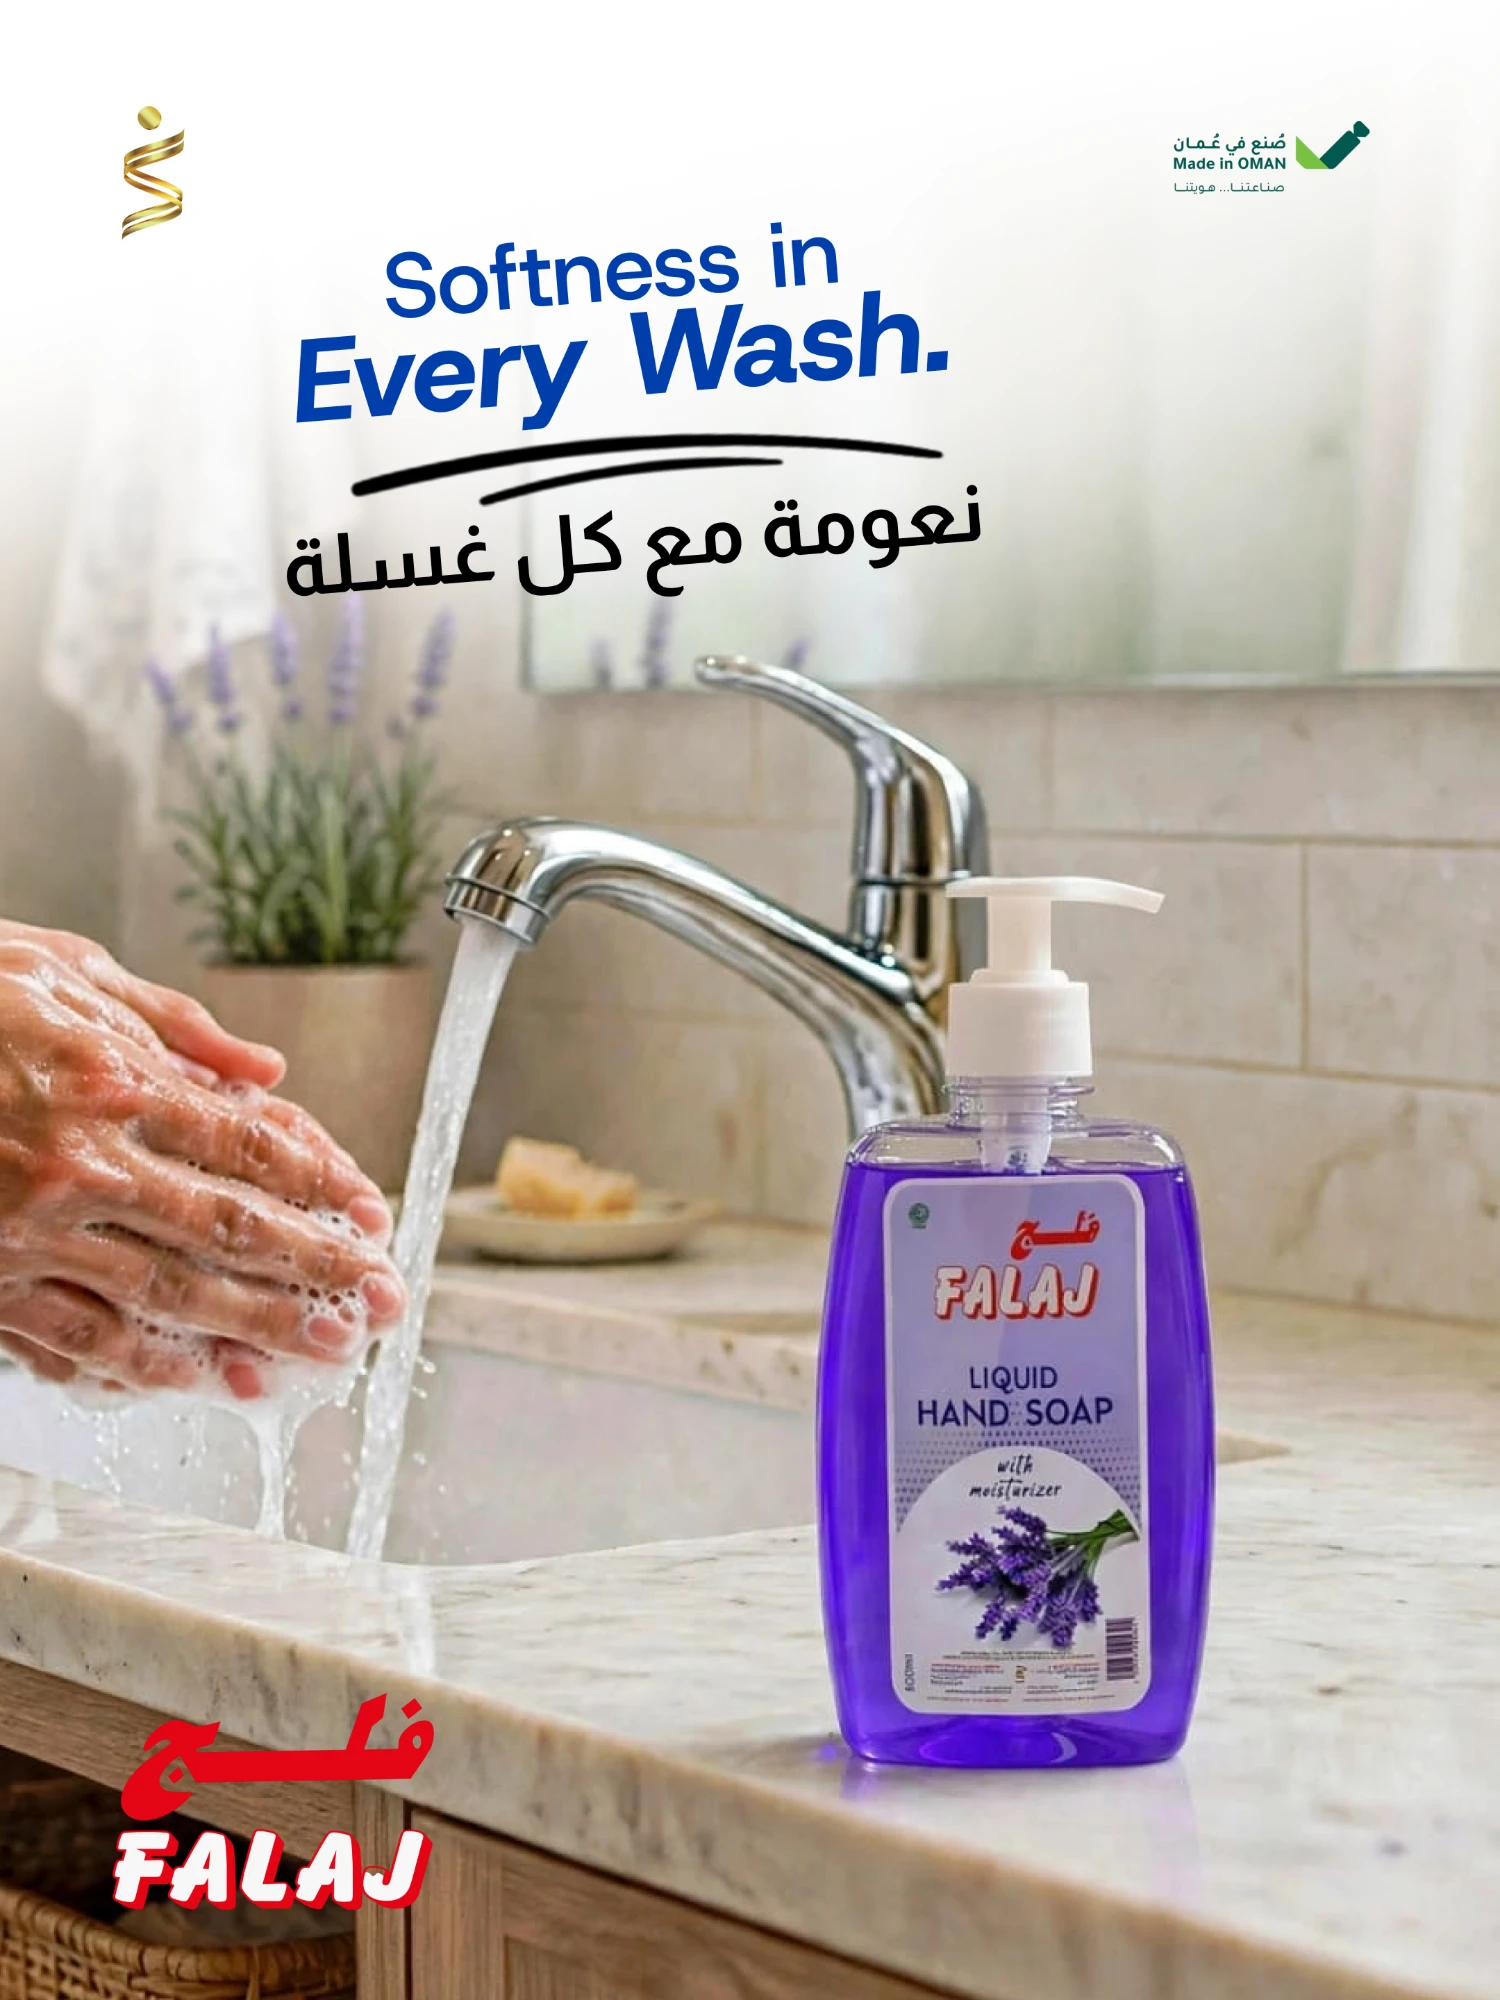 صُنع في عُمان
Made in OMAN
صناعتنا... هويتنا
Softness in
Every Wash.
نعومة مع كل غسلة
فلج
FALAJ
LIQUID
HAND SOAP
with
moisturizer
500ml
فلج
FALAJ